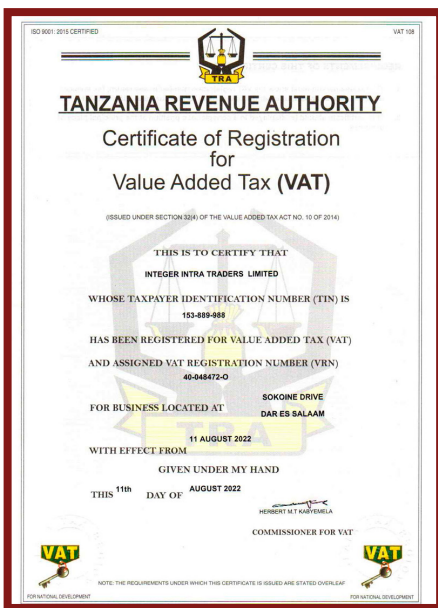 ISO 9001: 2015 CERTIFIED
VAT 108
TRA
TANZANIA REVENUE AUTHORITY
Certificate of Registration
for
Value Added Tax (VAT)
(ISSUED UNDER SECTION 32(4) OF THE VALUE ADDED TAX ACT NO. 10 OF 2014)
THIS IS TO CERTIFY THAT
INTEGER INTRA TRADERS LIMITED
WHOSE TAXPAYER IDENTIFICATION NUMBER (TIN) IS
153-889-988
HAS BEEN REGISTERED FOR VALUE ADDED TAX (VAT)
AND ASSIGNED VAT REGISTRATION NUMBER (VRN)
40-048472-O
SOKOINE DRIVE
FOR BUSINESS LOCATED AT DAR ES SALAAM
11 AUGUST 2022
WITH EFFECT FROM
TRA
GIVEN UNDER MY HAND
THIS 11th DAY OF AUGUST 2022
HERBERT M.T KABYEMELA
COMMISSIONER FOR VAT
VAT
VAT
NOTE: THE REQUIREMENTS UNDER WHICH THIS CERTIFICATE IS ISSUED ARE STATED OVERLEAF
FOR NATIONAL DEVELOPMENT
FOR NATIONAL DEVELOPMENT